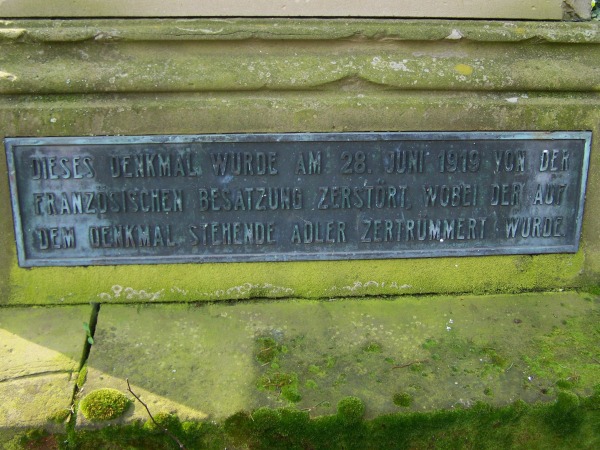 DIESES DENKMAL WURDE AM 28. JUNI 1919 VON DER
FRANZÖSISCHEN BESATZUNG ZERSTÖRT, WOBEI DER AUF
DEM DENKMAL STEHENDE ADLER ZERTRÜMMERT WURDE